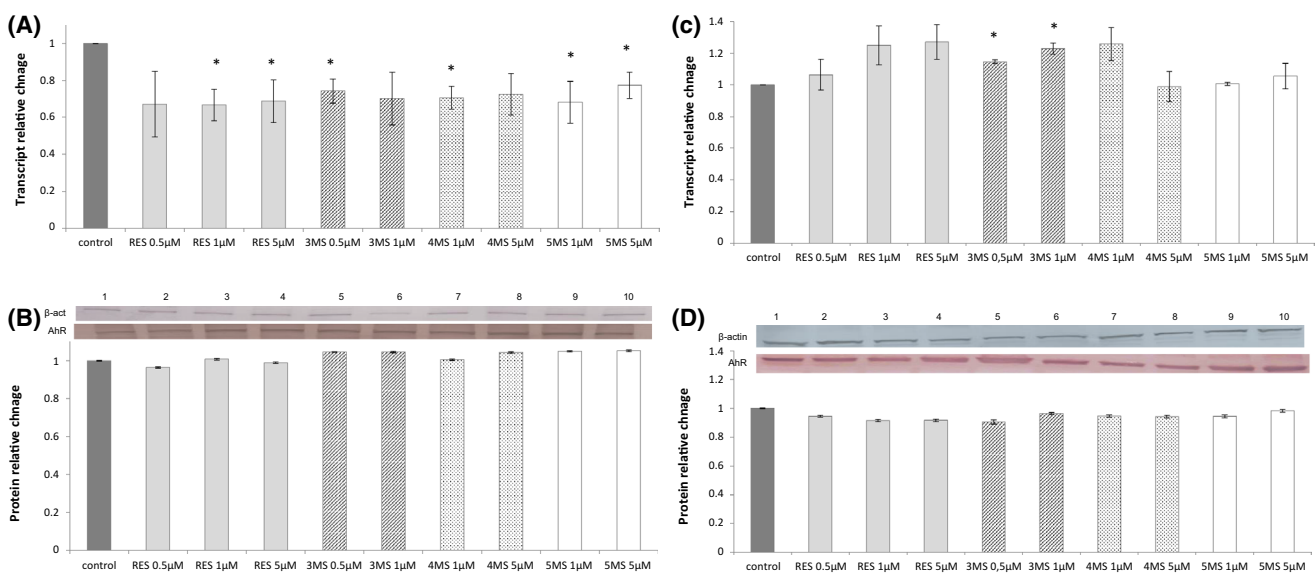 (A)
Transcript relative chnage
1
0.8
0.6
0.4
0.2
0
* * * * * *
control RES 0.5µM RES 1µM RES 5µM 3MS 0.5µM 3MS 1µM 4MS 1µM 4MS 5µM 5MS 1µM 5MS 5µM
(B)
1 2 3 4 5 6 7 8 9 10
β-act
AhR
Protein relative chnage
1
0.8
0.6
0.4
0.2
0
control RES 0.5µM RES 1µM RES 5µM 3MS 0.5µM 3MS 1µM 4MS 1µM 4MS 5µM 5MS 1µM 5MS 5µM
(C)
Transcript relative chnage
1.4
1.2
1
0.8
0.6
0.4
0.2
0
* *
control RES 0.5µM RES 1µM RES 5µM 3MS 0,5µM 3MS 1µM 4MS 1µM 4MS 5µM 5MS 1µM 5MS 5µM
(D)
1 2 3 4 5 6 7 8 9 10
β-actin
AhR
Protein relative chnage
1.4
1.2
1
0.8
0.6
0.4
0.2
0
control RES 0.5µM RES 1µM RES 5µM 3MS 0,5µM 3MS 1µM 4MS 1µM 4MS 5µM 5MS 1µM 5MS 5µM